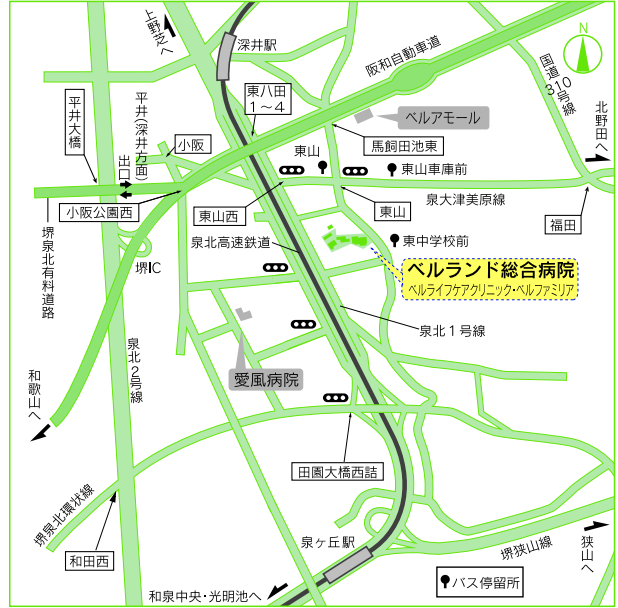 上野芝へ
深井駅
阪和自動車道
国道310号線
N
北野田へ
平井大橋
平井(深井方面)
出口
小阪
東八田
1～4
ベルアモール
馬飼田池東
東山
東山車庫前
小阪公園西
東山西
東山
泉大津美原線
福田
堺泉北有料道路
堺IC
泉北高速鉄道
東中学校前
ベルランド総合病院
ベルライフケアクリニック・ベルファミリア
泉北1号線
泉北2号線
和歌山へ
愛風病院
田園大橋西詰
堺泉北環状線
和田西
泉ヶ丘駅
堺狭山線
狭山へ
和泉中央・光明池へ
バス停留所